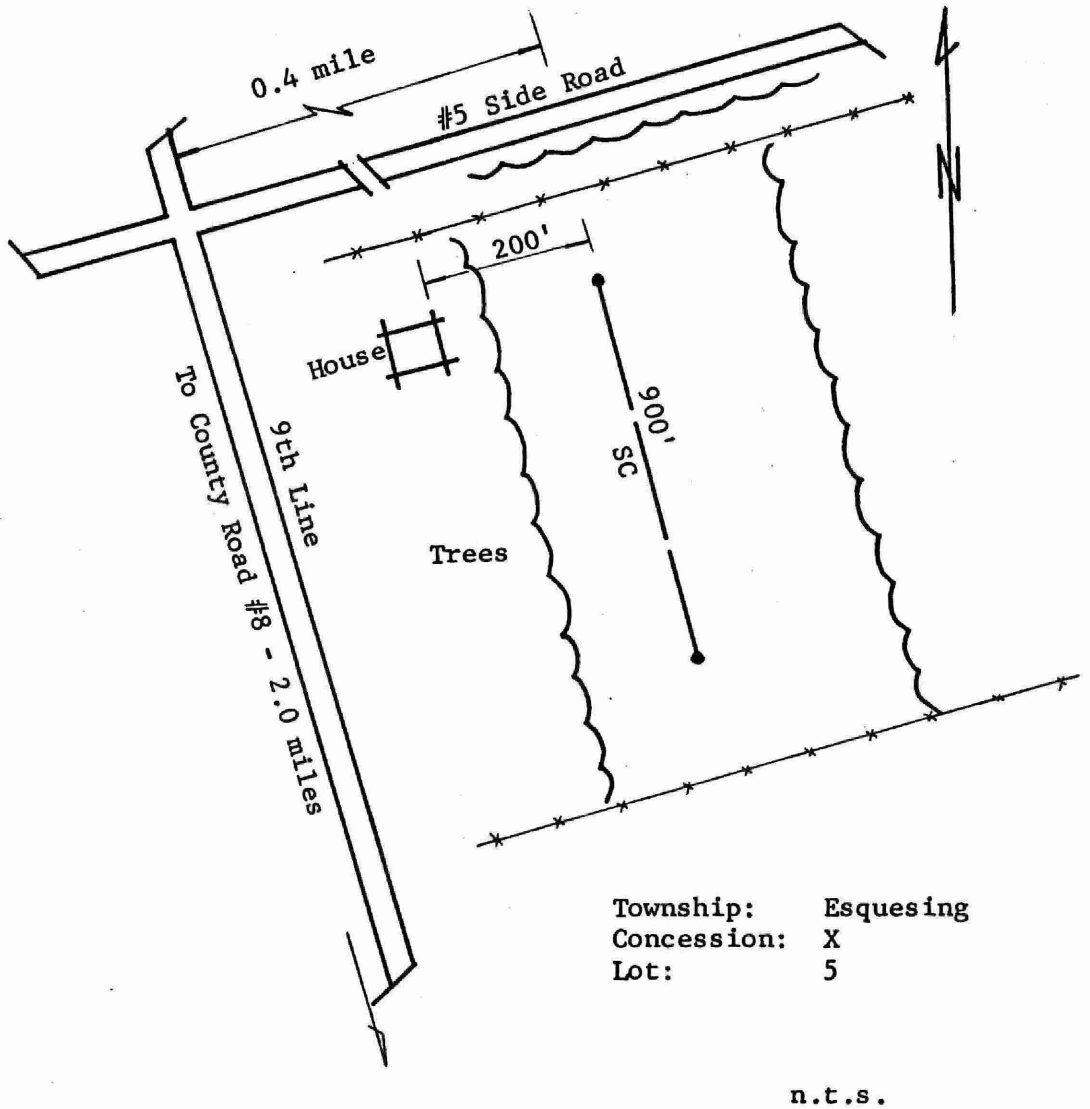 0.4 mile
#5 Side Road
N
200'
House
900'
SC
9th Line
To County Road #8 - 2.0 miles
Trees
Township: Esquesing
Concession: X
Lot: 5
n.t.s.